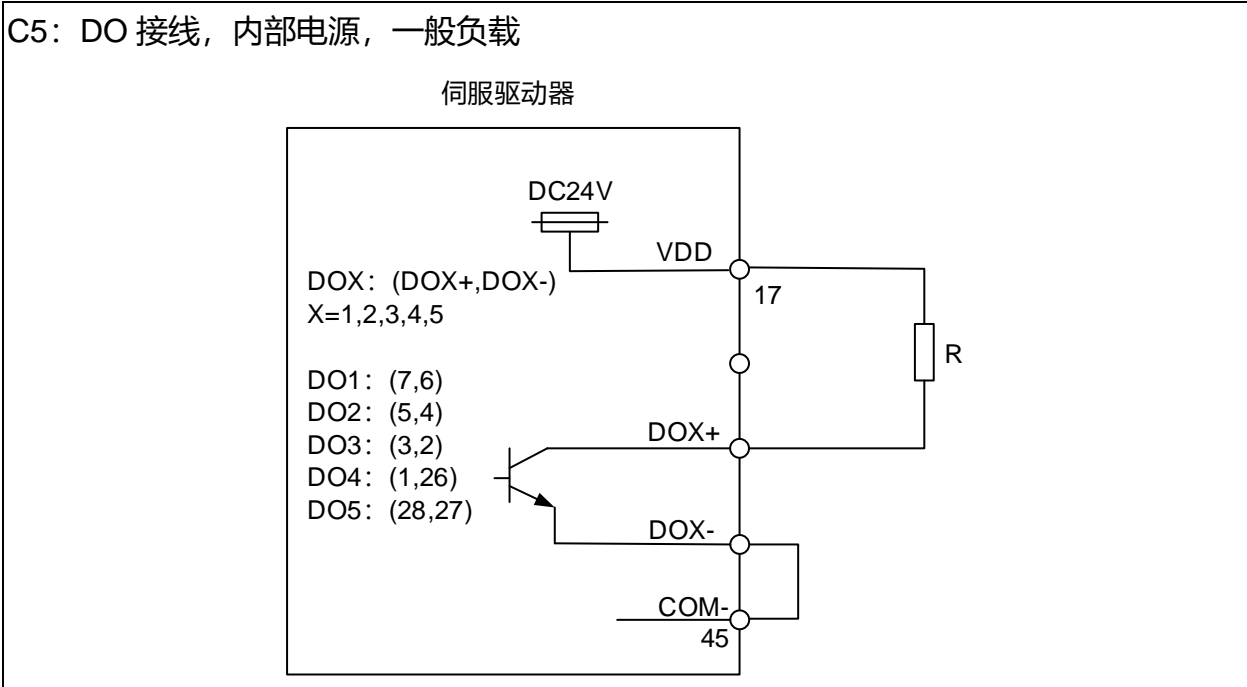 C5：DO 接线，内部电源，一般负载
伺服驱动器
DC24V
VDD
17
DOX：(DOX+,DOX-)
X=1,2,3,4,5
R
DO1：(7,6)
DO2：(5,4)
DO3：(3,2)
DO4：(1,26)
DO5：(28,27)
DOX+
DOX-
COM-
45